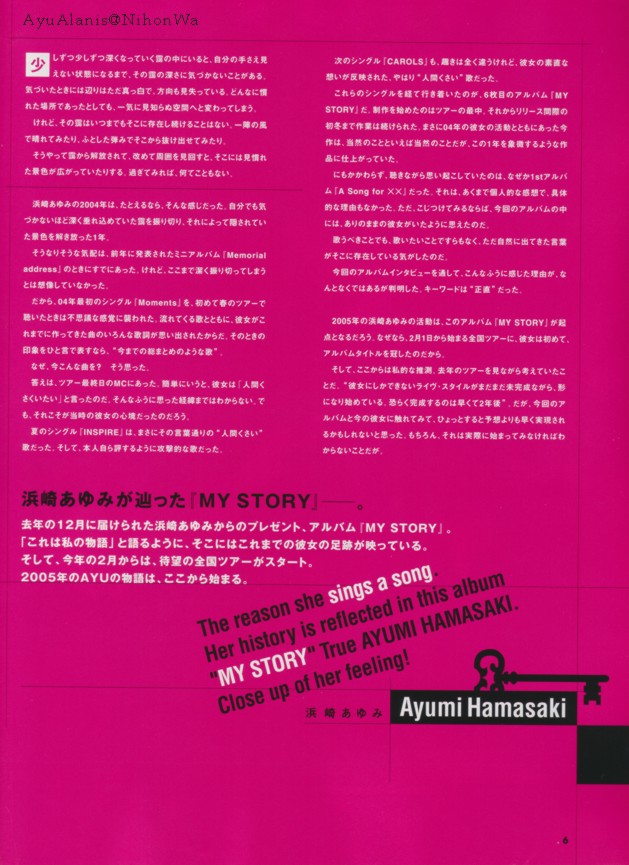 AyuAlanis@NihonWa
少しずつ少しずつ深くなっていく靄の中にいると、自分の手さえ見
えない状態になるまで、その靄の深さに気づかないことがある。
気づいたときには辺りはただ真っ白で、方向も見失っている。どんなに慣
れた場所であったとしても、一気に見知らぬ空間へと変わってしまう。
けれど、その靄はいつまでもそこに存在し続けることはない。一陣の風
で晴れてみたり、ふとした弾みでそこから抜け出せてみたり。
そうやって靄から解放されて、改めて周囲を見回すと、そこには見慣れ
た景色が広がっていたりする。過ぎてみれば、何てこともない。
浜崎あゆみの2004年は、たとえるなら、そんな感じだった。自分でも気
づかないほど深く垂れ込めていた靄を振り切り、それによって隠されてい
た景色を解き放った1年。
そうなりそうな気配は、前年に発表されたミニアルバム『Memorial
address』のときにすでにあった。けれど、ここまで潔く振り切ってしまう
とは想像していなかった。
だから、04年最初のシングル「Moments」を、初めて春のツアーで
聴いたときは不思議な感覚に襲われた。流れてくる歌とともに、彼女がこ
れまでに作ってきた曲のいろんな歌詞が思い出されたからだ。そのときの
印象をひと言で表すなら、“今までの総まとめのような歌”。
なぜ、今こんな曲を？　そう思った。
答えは、ツアー最終日のMCにあった。簡単にいうと、彼女は「人間く
さくいたい」と言ったのだ。そんなふうに思った経緯まではわからない。で
も、それこそが当時の彼女の心境だったのだろう。
夏のシングル「INSPIRE」は、まさにその言葉通りの“人間くさい”
歌だった。そして、本人自ら評するように攻撃的な歌だった。
次のシングル「CAROLS」も、趣きは全く違うけれど、彼女の素直な
想いが反映された、やはり“人間くさい”歌だった。
これらのシングルを経て行き着いたのが、6枚目のアルバム『MY
STORY』だ。制作を始めたのはツアーの最中。それからリリース間際の
初冬まで作業は続けられた。まさに04年の彼女の活動とともにあった今
作は、当然のことといえば当然のことだが、この1年を象徴するような作
品に仕上がっていた。
にもかかわらず、聴きながら思い起こしていたのは、なぜか1stアルバ
ム『A Song for ××』だった。それは、あくまで個人的な感想で、具体
的な理由もなかった。ただ、こじつけてみるならば、今回のアルバムの中
には、ありのままの彼女がいたように思えたのだ。
歌うべきことでも、歌いたいことですらもなく、ただ自然に出てきた言葉
がそこに存在している気がしたのだ。
今回のアルバムインタビューを通して、こんなふうに感じた理由が、な
んとなくではあるが判明した。キーワードは“正直”だった。
2005年の浜崎あゆみの活動は、このアルバム『MY STORY』が起
点となるだろう。なぜなら、2月1日から始まる全国ツアーに、彼女は初めて、
アルバムタイトルを冠したのだから。
そして、ここからは私的な推測。去年のツアーを見ながら考えていたこ
とだ。“彼女にしかできないライヴ・スタイルがまだまだ未完成ながら、形
になり始めている。恐らく完成するのは早くて2年後”。だが、今回のア
ルバムと今の彼女に触れてみて、ひょっとすると予想よりも早く実現され
るかもしれないと思った。もちろん、それは実際に始まってみなければわ
からないことだが。
浜崎あゆみが辿った『MY STORY』――。
去年の12月に届けられた浜崎あゆみからのプレゼント、アルバム『MY STORY』。
「これは私の物語」と語るように、そこにはこれまでの彼女の足跡が映っている。
そして、今年の2月からは、待望の全国ツアーがスタート。
2005年のAYUの物語は、ここから始まる。
The reason she sings a song.
Her history is reflected in this album
"MY STORY" True AYUMI HAMASAKI.
Close up of her feeling!
浜崎あゆみ
Ayumi Hamasaki
6